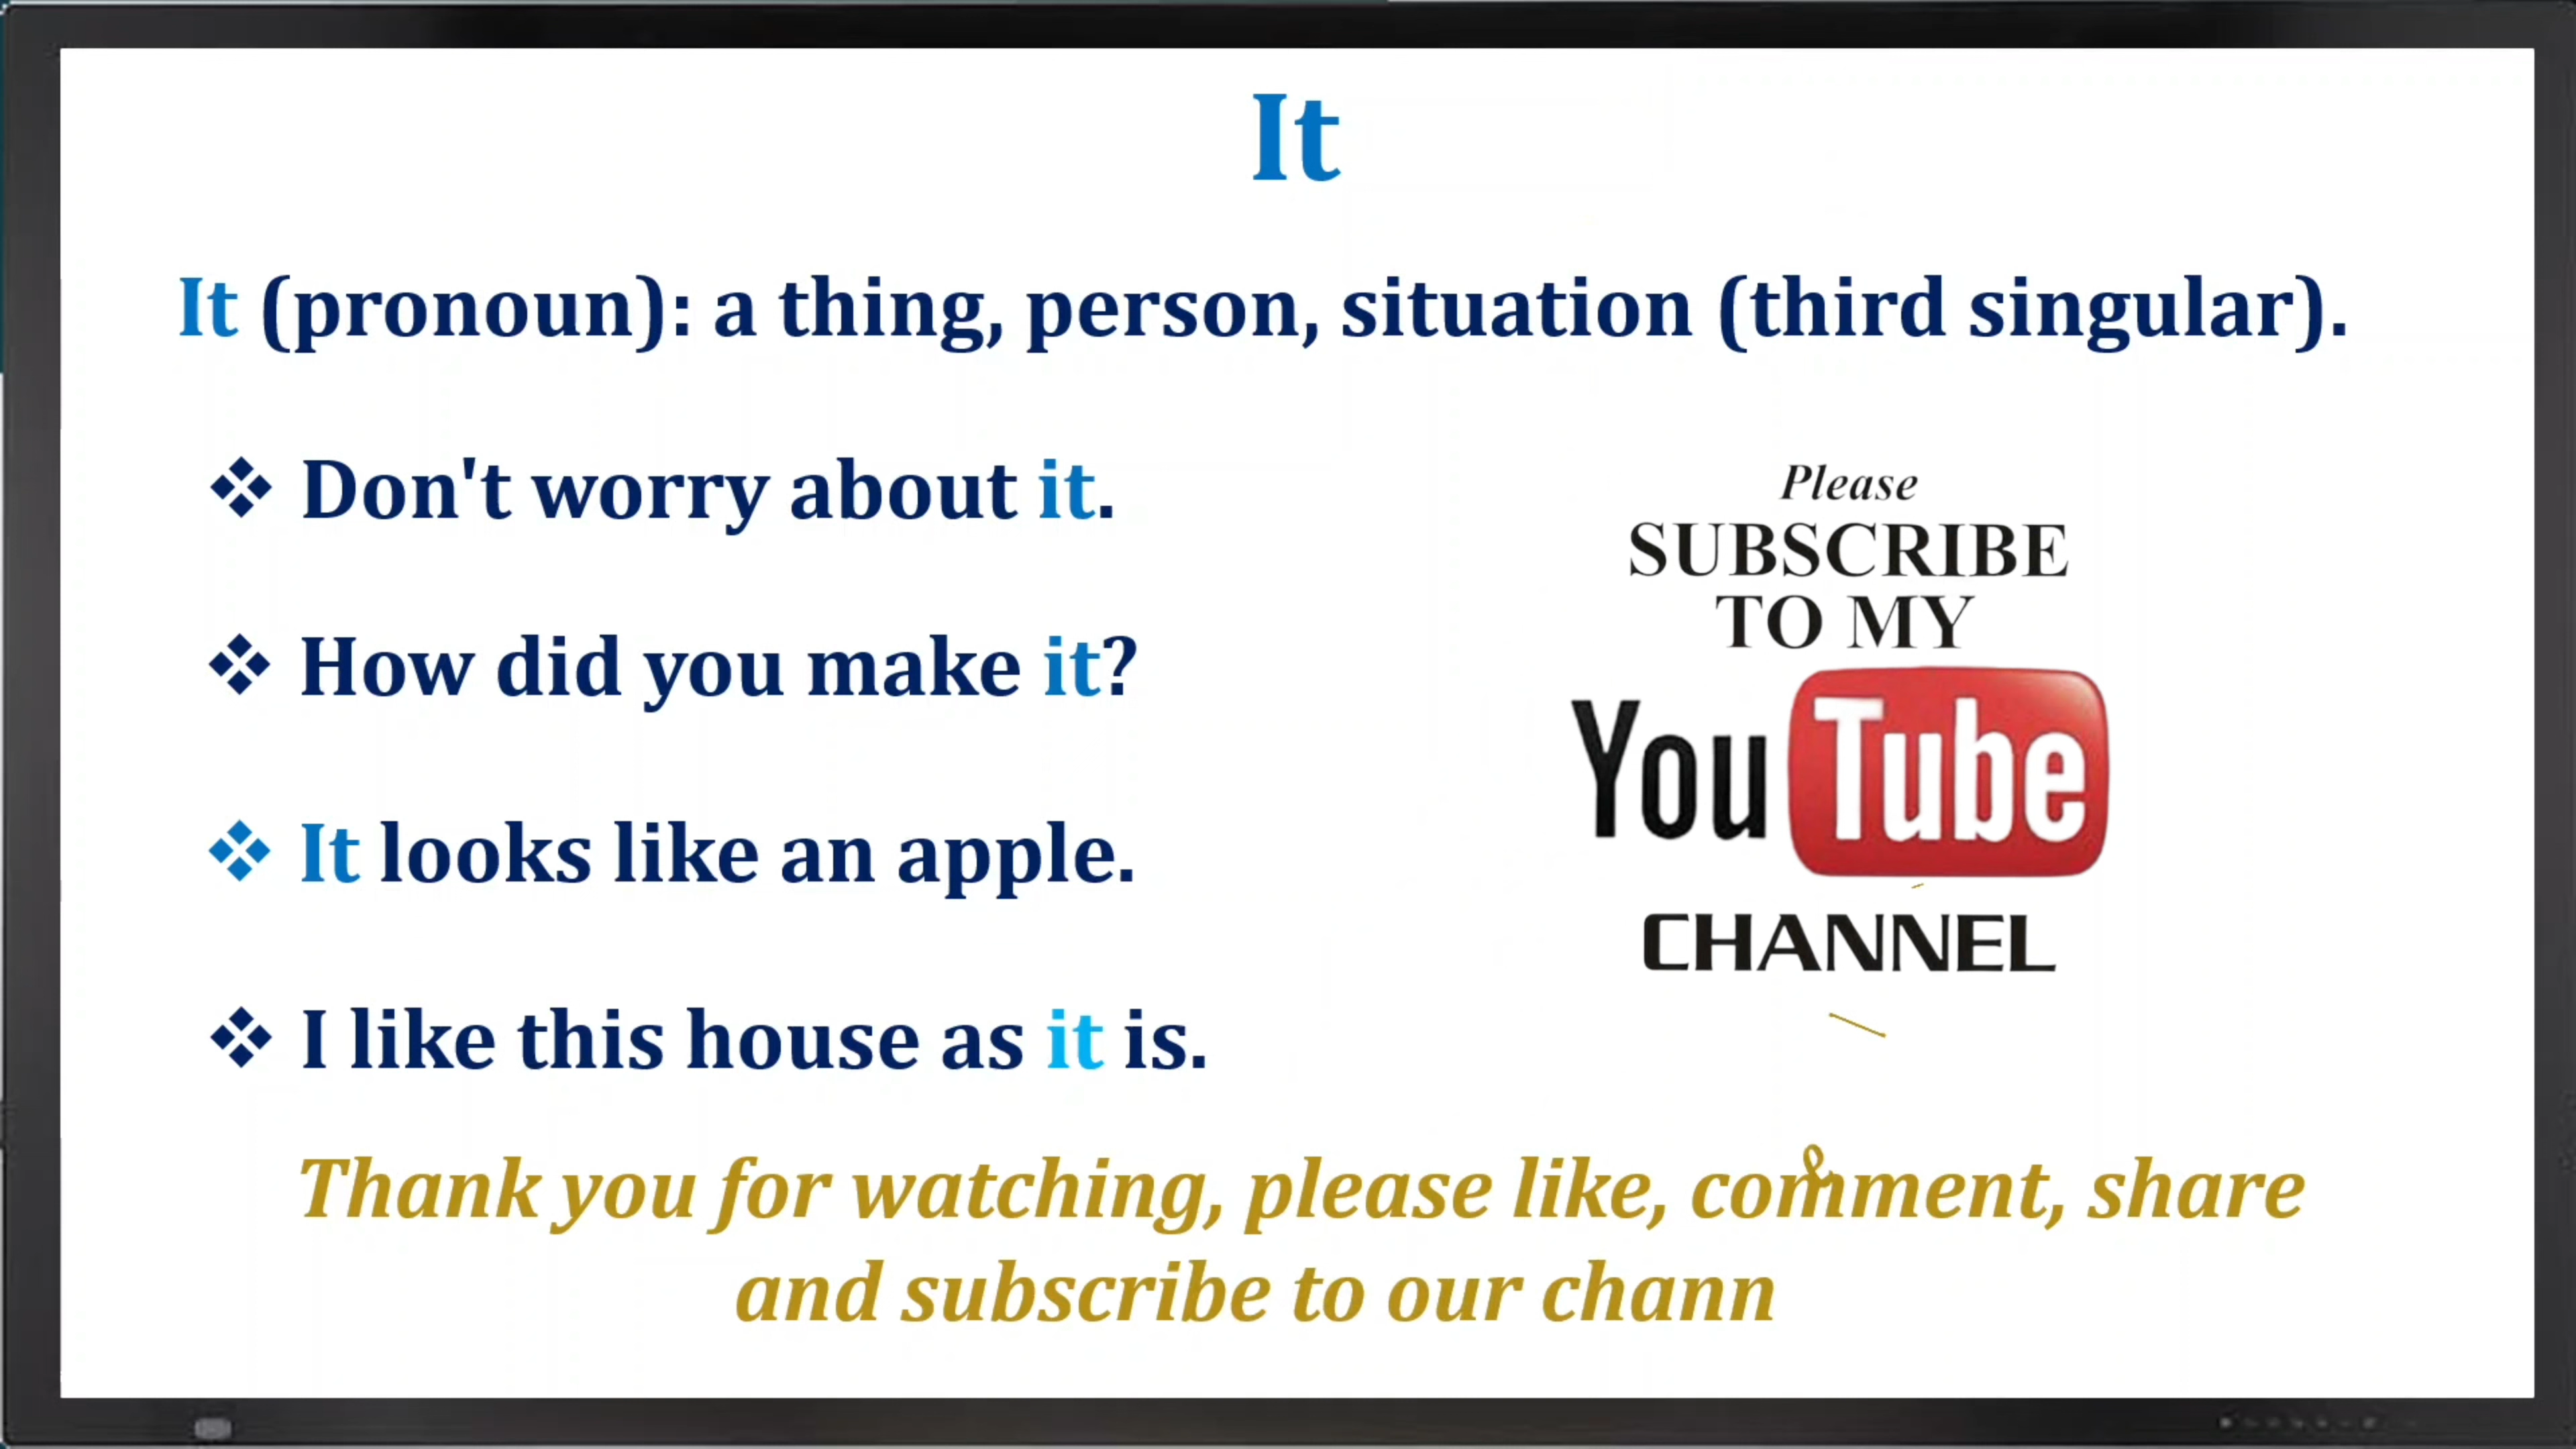 It
It (pronoun): a thing, person, situation (third singular).
❖ Don't worry about it.
❖ How did you make it?
❖ It looks like an apple.
❖ I like this house as it is.
Please
SUBSCRIBE
TO MY
YouTube
CHANNEL
Thank you for watching, please like, comment, share
and subscribe to our chann